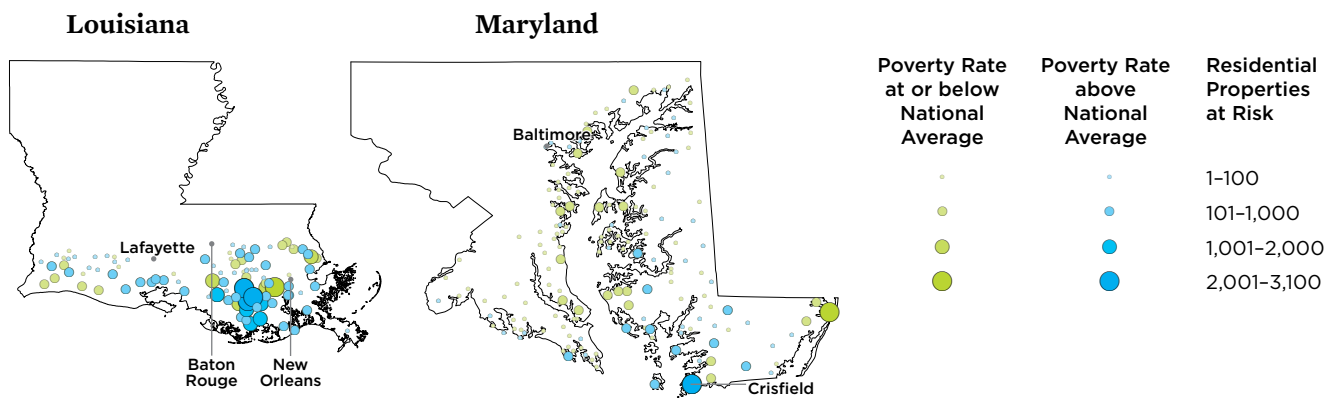 Louisiana
Maryland
Lafayette
Baton
Rouge
New
Orleans
Baltimore
Crisfield
Poverty Rate
at or below
National
Average
Poverty Rate
above
National
Average
Residential
Properties
at Risk
1–100
101–1,000
1,001–2,000
2,001–3,100